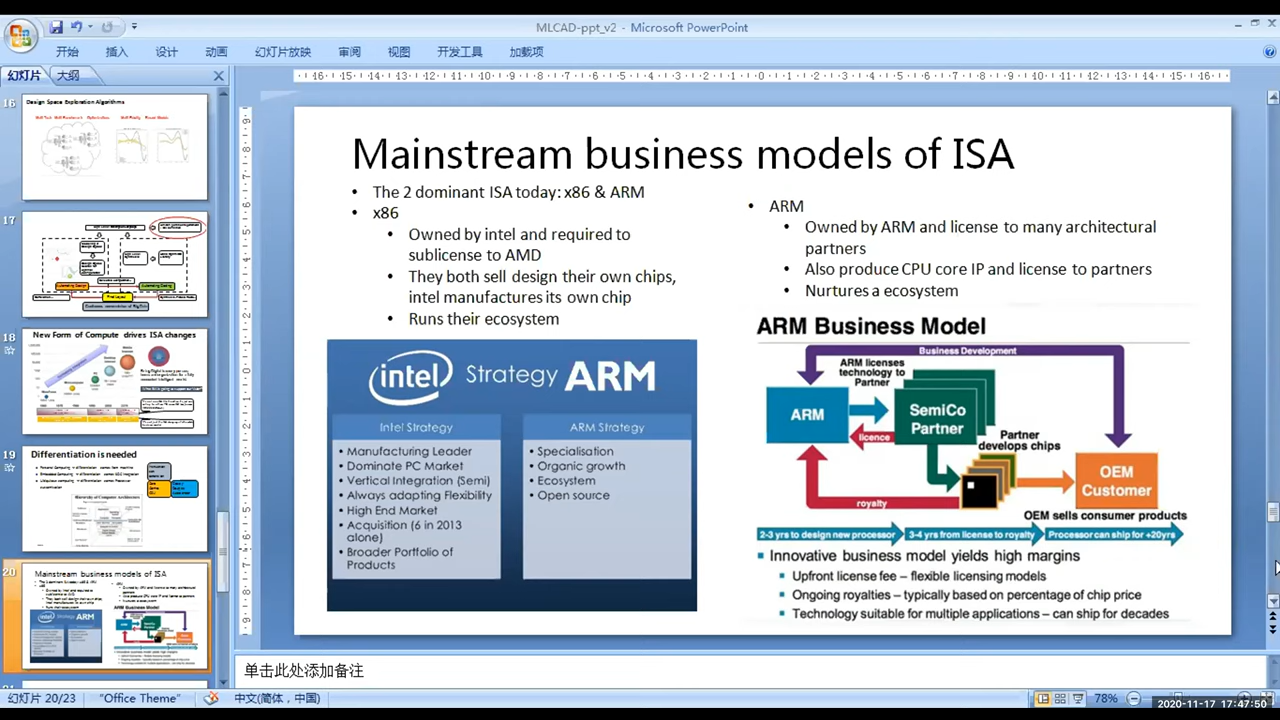 MLCAD-ppt_v2 - Microsoft PowerPoint
开始 插入 设计 动画 幻灯片放映 审阅 视图 开发工具 加载项
幻灯片 大纲
16
Design Space Exploration Algorithms
17
18
New Form of Compute drives ISA changes
19
Differentiation is needed
20
Mainstream business models of ISA
Mainstream business models of ISA
• The 2 dominant ISA today: x86 & ARM
• x86
• Owned by intel and required to
sublicense to AMD
• They both sell design their own chips,
intel manufactures its own chip
• Runs their ecosystem
• ARM
• Owned by ARM and license to many architectural
partners
• Also produce CPU core IP and license to partners
• Nurtures a ecosystem
intel Strategy ARM
Intel Strategy
• Manufacturing Leader
• Dominate PC Market
• Vertical Integration (Semi)
• Always adapting Flexibility
• High End Market
• Acquisition (6 in 2013
alone)
• Broader Portfolio of
Products
ARM Strategy
• Specialisation
• Organic growth
• Ecosystem
• Open source
ARM Business Model
Business Development
ARM licenses
technology to
Partner
ARM
SemiCo
Partner
licence
Partner
develops chips
OEM
Customer
royalty
OEM sells consumer products
2-3 yrs to design new processor
3-4 yrs from license to royalty
Processor can ship for +20yrs
Innovative business model yields high margins
Upfront license fee – flexible licensing models
Ongoing royalties – typically based on percentage of chip price
Technology suitable for multiple applications – can ship for decades
单击此处添加备注
幻灯片 20/23 "Office Theme" 中文(简体，中国) 78%
2020-11-17 17:47:50